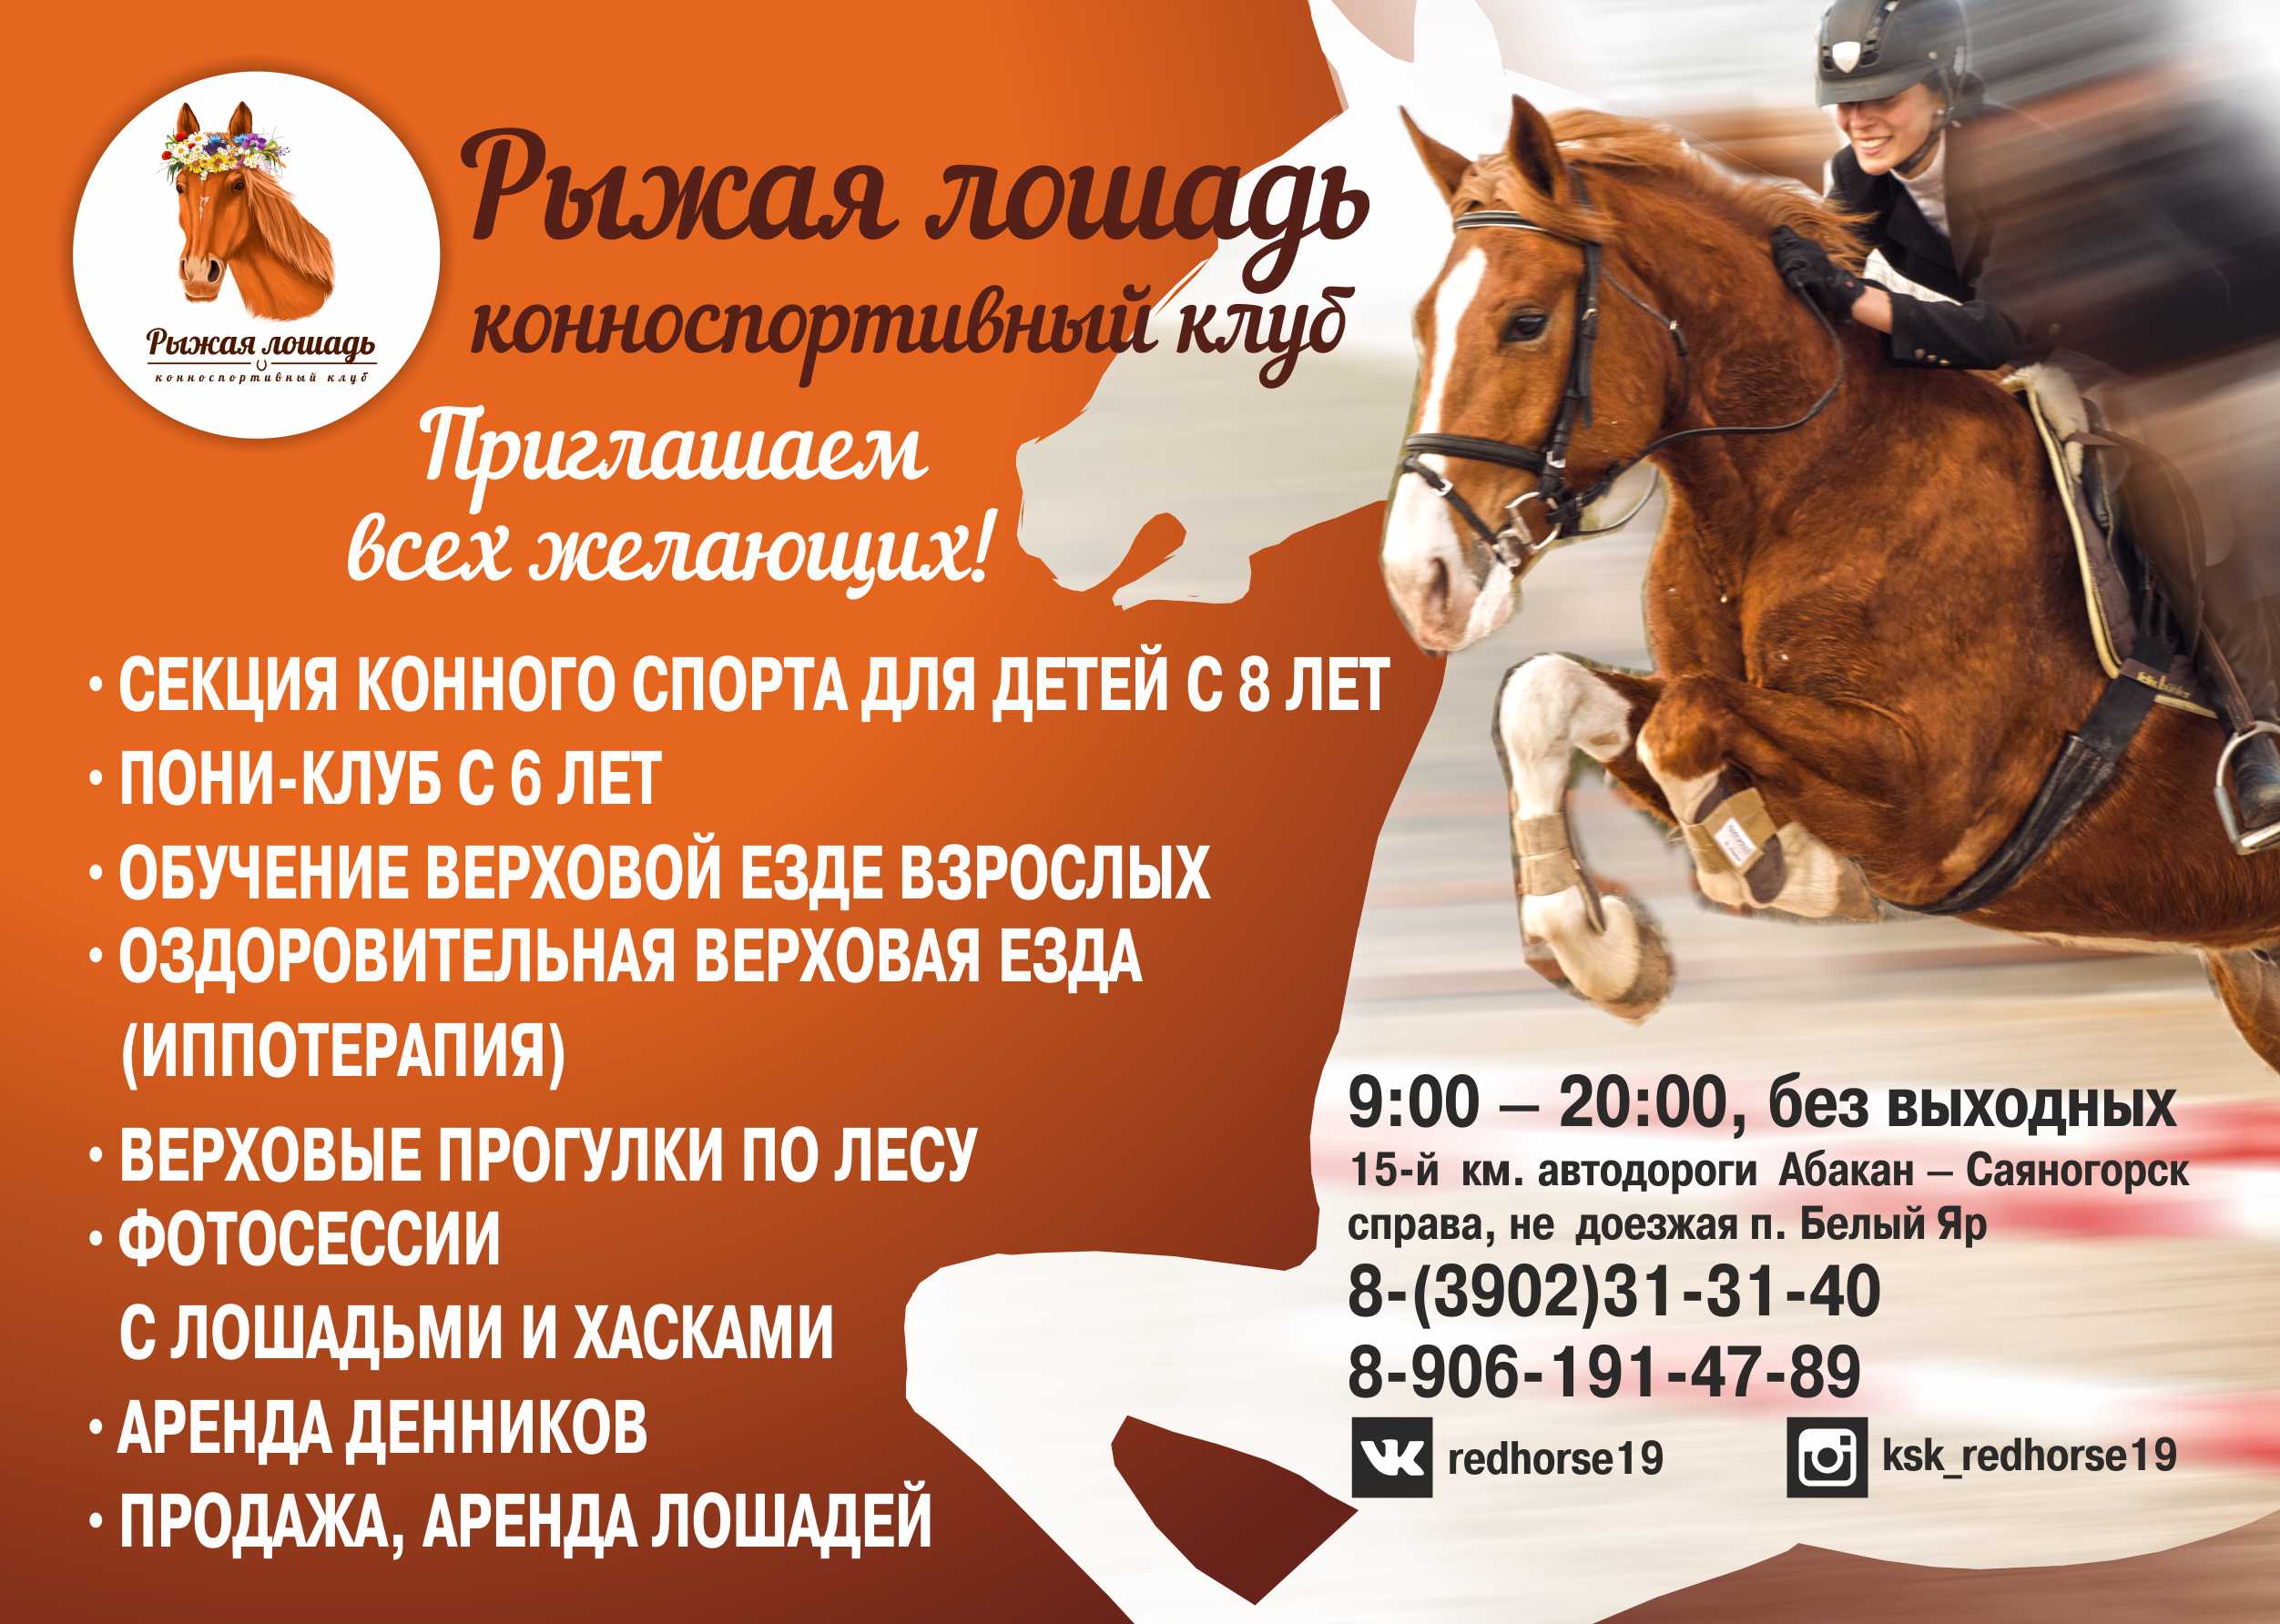 Рыжая лошадь
конноспортивный клуб
Рыжая лошадь
конноспортивный клуб
Приглашаем
всех желающих!
· СЕКЦИЯ КОННОГО СПОРТА ДЛЯ ДЕТЕЙ С 8 ЛЕТ
· ПОНИ-КЛУБ С 6 ЛЕТ
· ОБУЧЕНИЕ ВЕРХОВОЙ ЕЗДЕ ВЗРОСЛЫХ
· ОЗДОРОВИТЕЛЬНАЯ ВЕРХОВАЯ ЕЗДА
(ИППОТЕРАПИЯ)
· ВЕРХОВЫЕ ПРОГУЛКИ ПО ЛЕСУ
· ФОТОСЕССИИ
С ЛОШАДЬМИ И ХАСКАМИ
· АРЕНДА ДЕННИКОВ
· ПРОДАЖА, АРЕНДА ЛОШАДЕЙ
9:00 – 20:00, без выходных
15-й км. автодороги Абакан – Саяногорск
справа, не доезжая п. Белый Яр
8-(3902)31-31-40
8-906-191-47-89
redhorse19
ksk_redhorse19